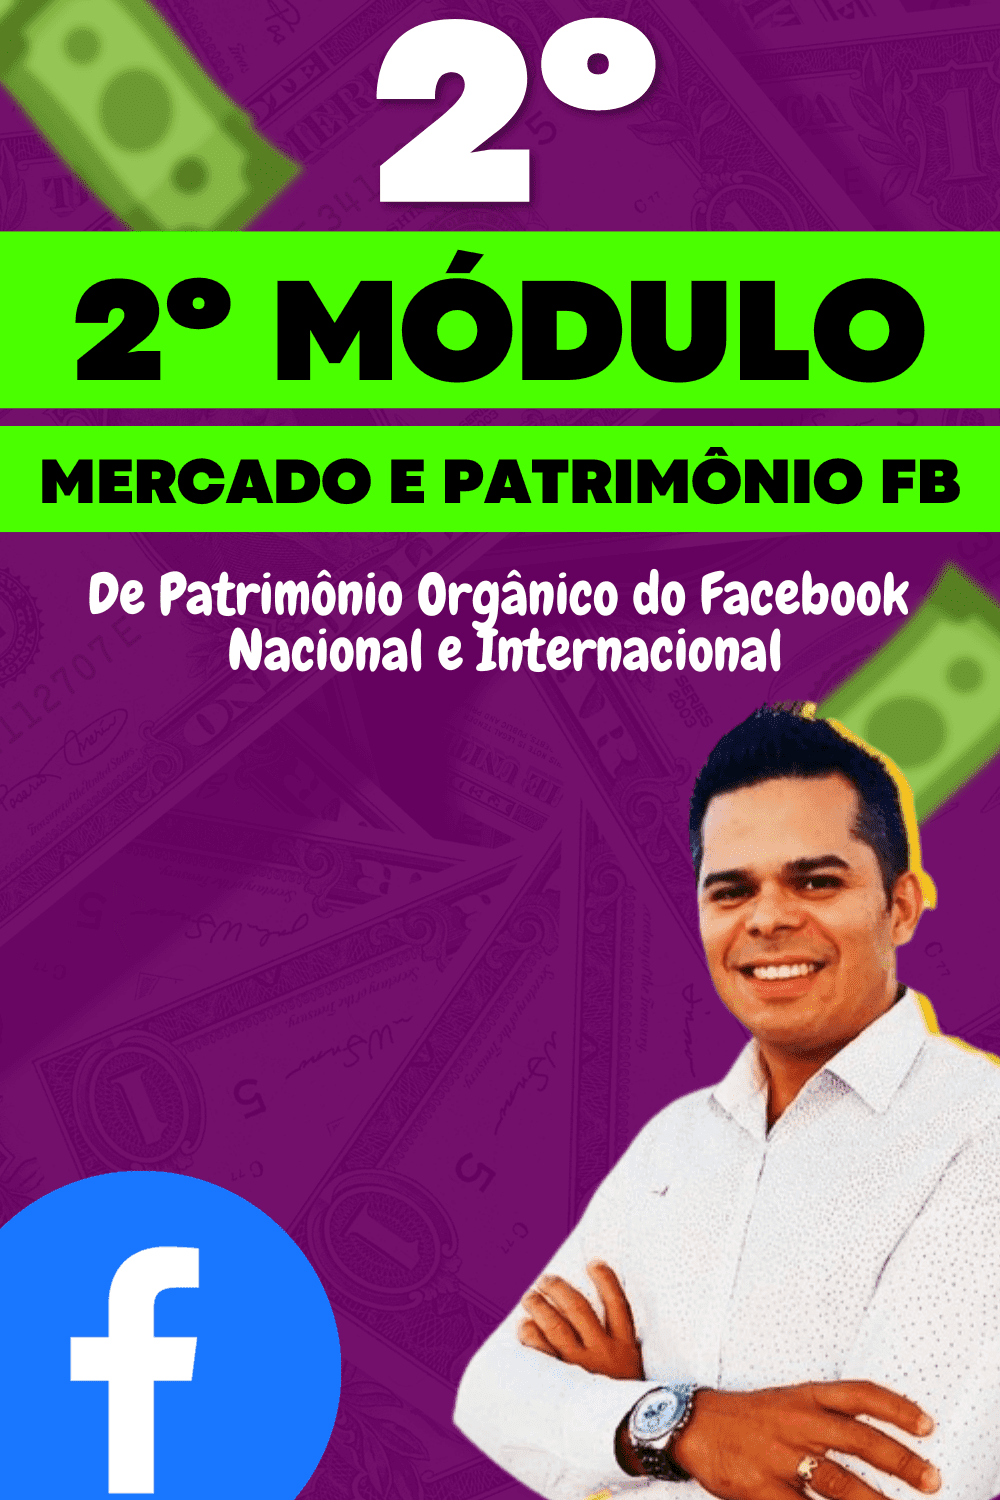 2º
2º MÓDULO
MERCADO E PATRIMÔNIO FB
De Patrimônio Orgânico do Facebook
Nacional e Internacional
f